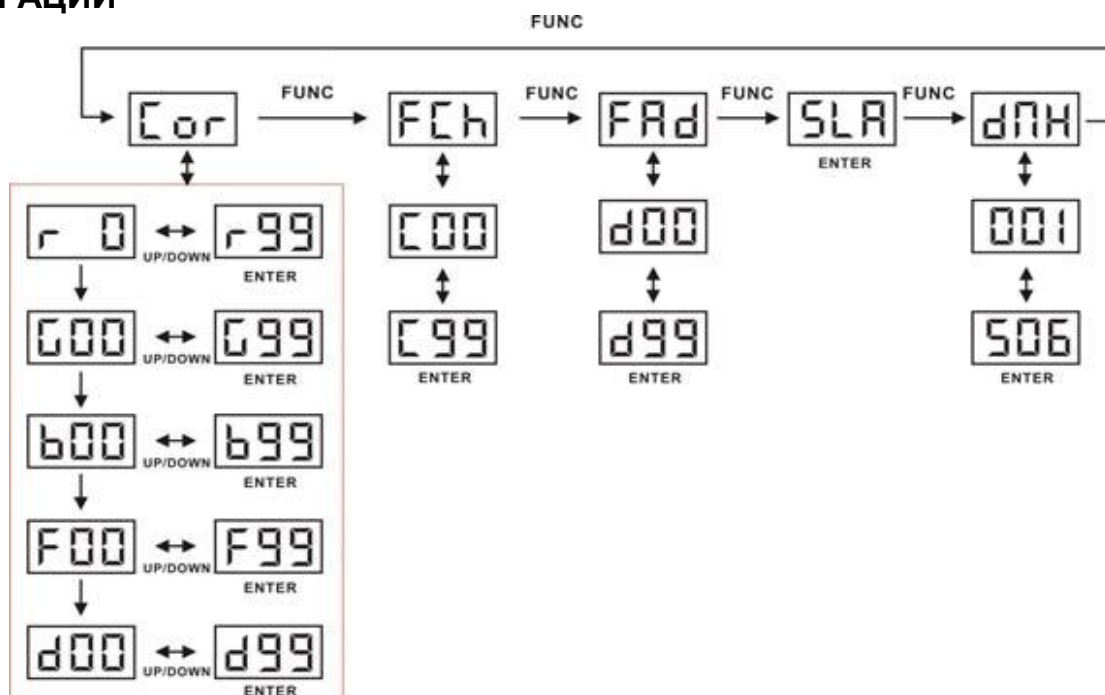 РАЦИИ
FUNC
Cor FUNC FCh FUNC FAd FUNC SLA FUNC dMH
ENTER
r 0 UP/DOWN r99 C00 d00 001
ENTER
G00 UP/DOWN G99 C99 d99 S06
ENTER ENTER ENTER ENTER
b00 UP/DOWN b99
ENTER
F00 UP/DOWN F99
ENTER
d00 UP/DOWN d99
ENTER